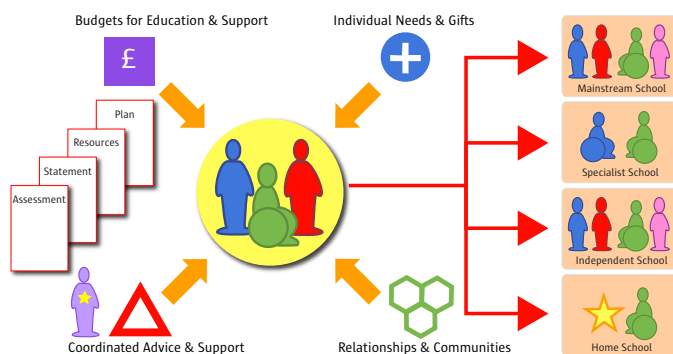 Budgets for Education & Support
Individual Needs & Gifts
£
Plan
Resources
Statement
Assessment
Mainstream School
Specialist School
Independent School
Home School
Coordinated Advice & Support
Relationships & Communities